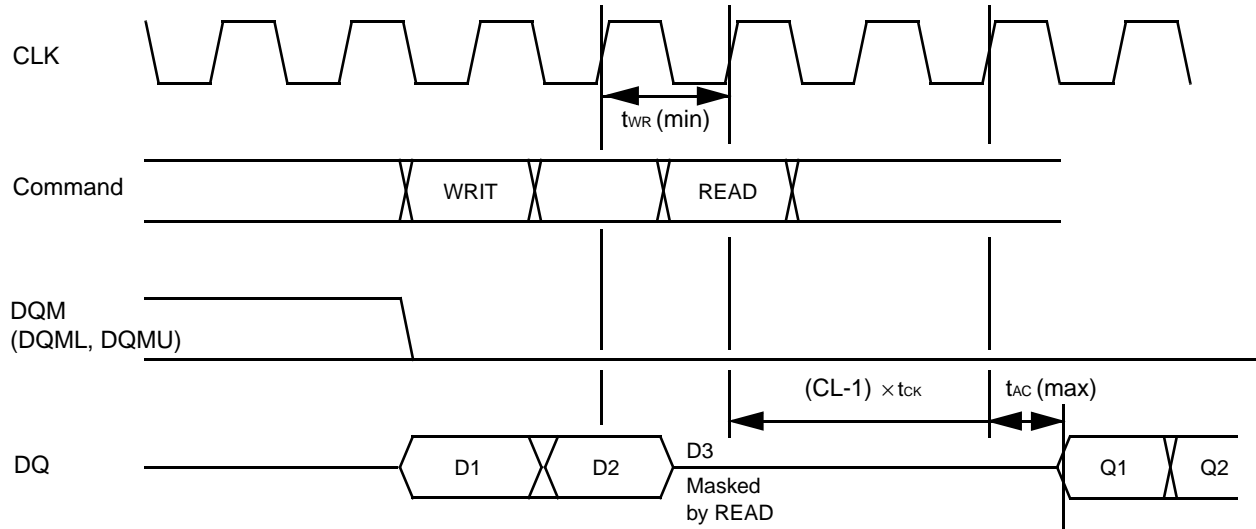 CLK
tWR (min)
Command
WRIT
READ
DQM
(DQML, DQMU)
(CL-1) ×tCK
tAC (max)
DQ
D1
D2
D3
Masked
by READ
Q1
Q2